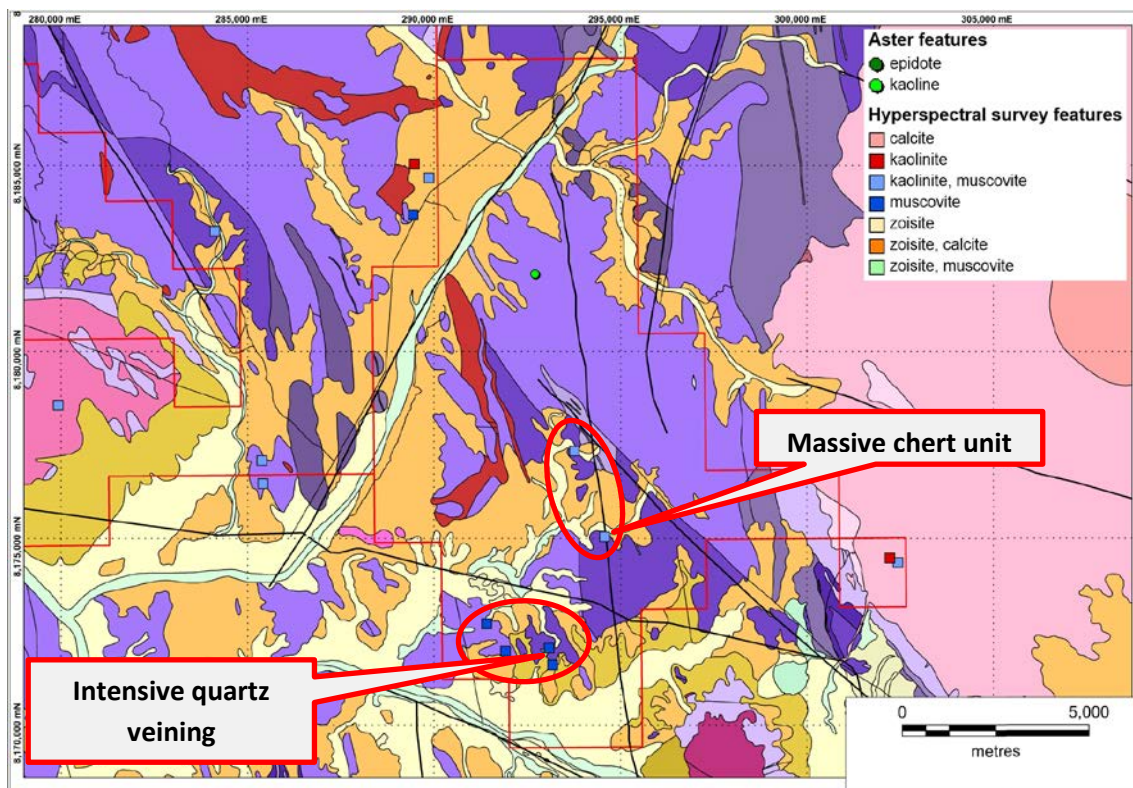 280,000 mE
285,000 mE
290,000 mE
295,000 mE
300,000 mE
305,000 mE
8,185,000 mN
8,180,000 mN
8,175,000 mN
8,170,000 mN
Aster features
epidote
kaoline
Hyperspectral survey features
calcite
kaolinite
kaolinite, muscovite
muscovite
zoisite
zoisite, calcite
zoisite, muscovite
Massive chert unit
Intensive quartz
veining
0 5,000
metres